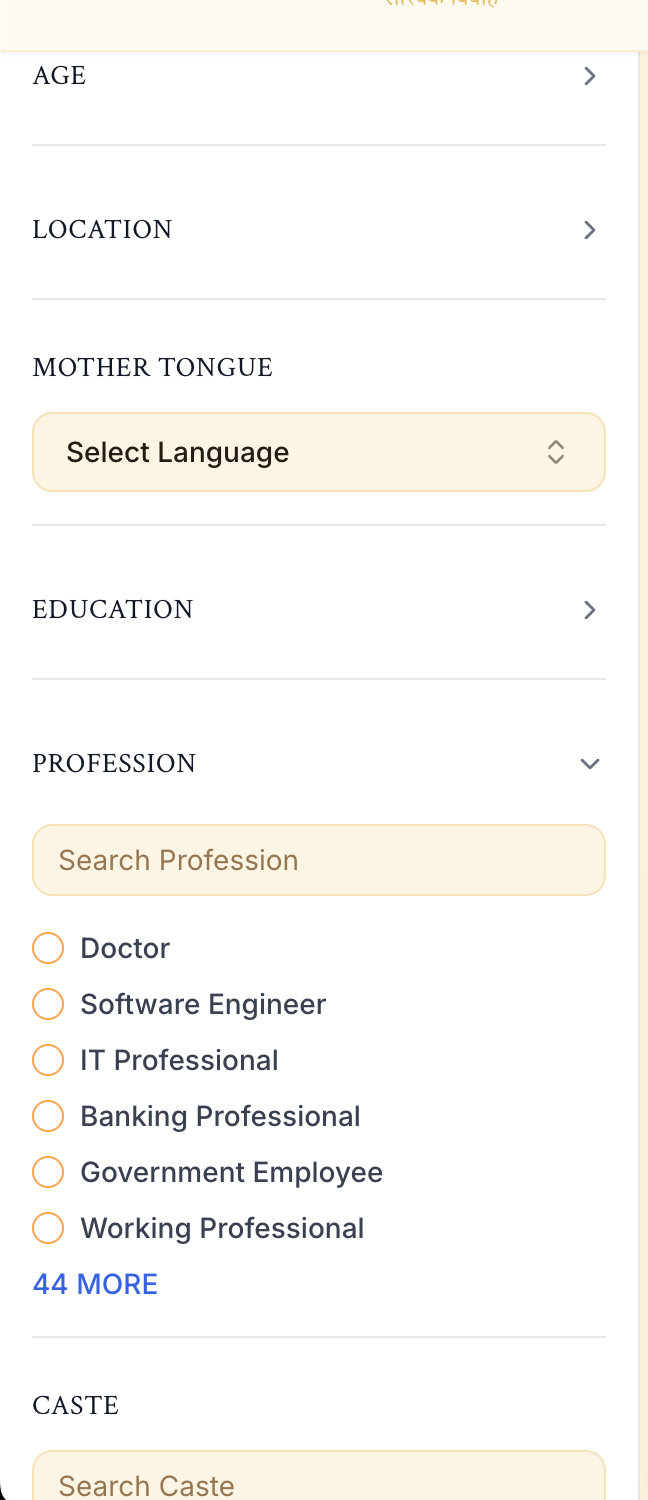 AGE
LOCATION
MOTHER TONGUE
Select Language
EDUCATION
PROFESSION
Search Profession
Doctor
Software Engineer
IT Professional
Banking Professional
Government Employee
Working Professional
44 MORE
CASTE
Search Caste